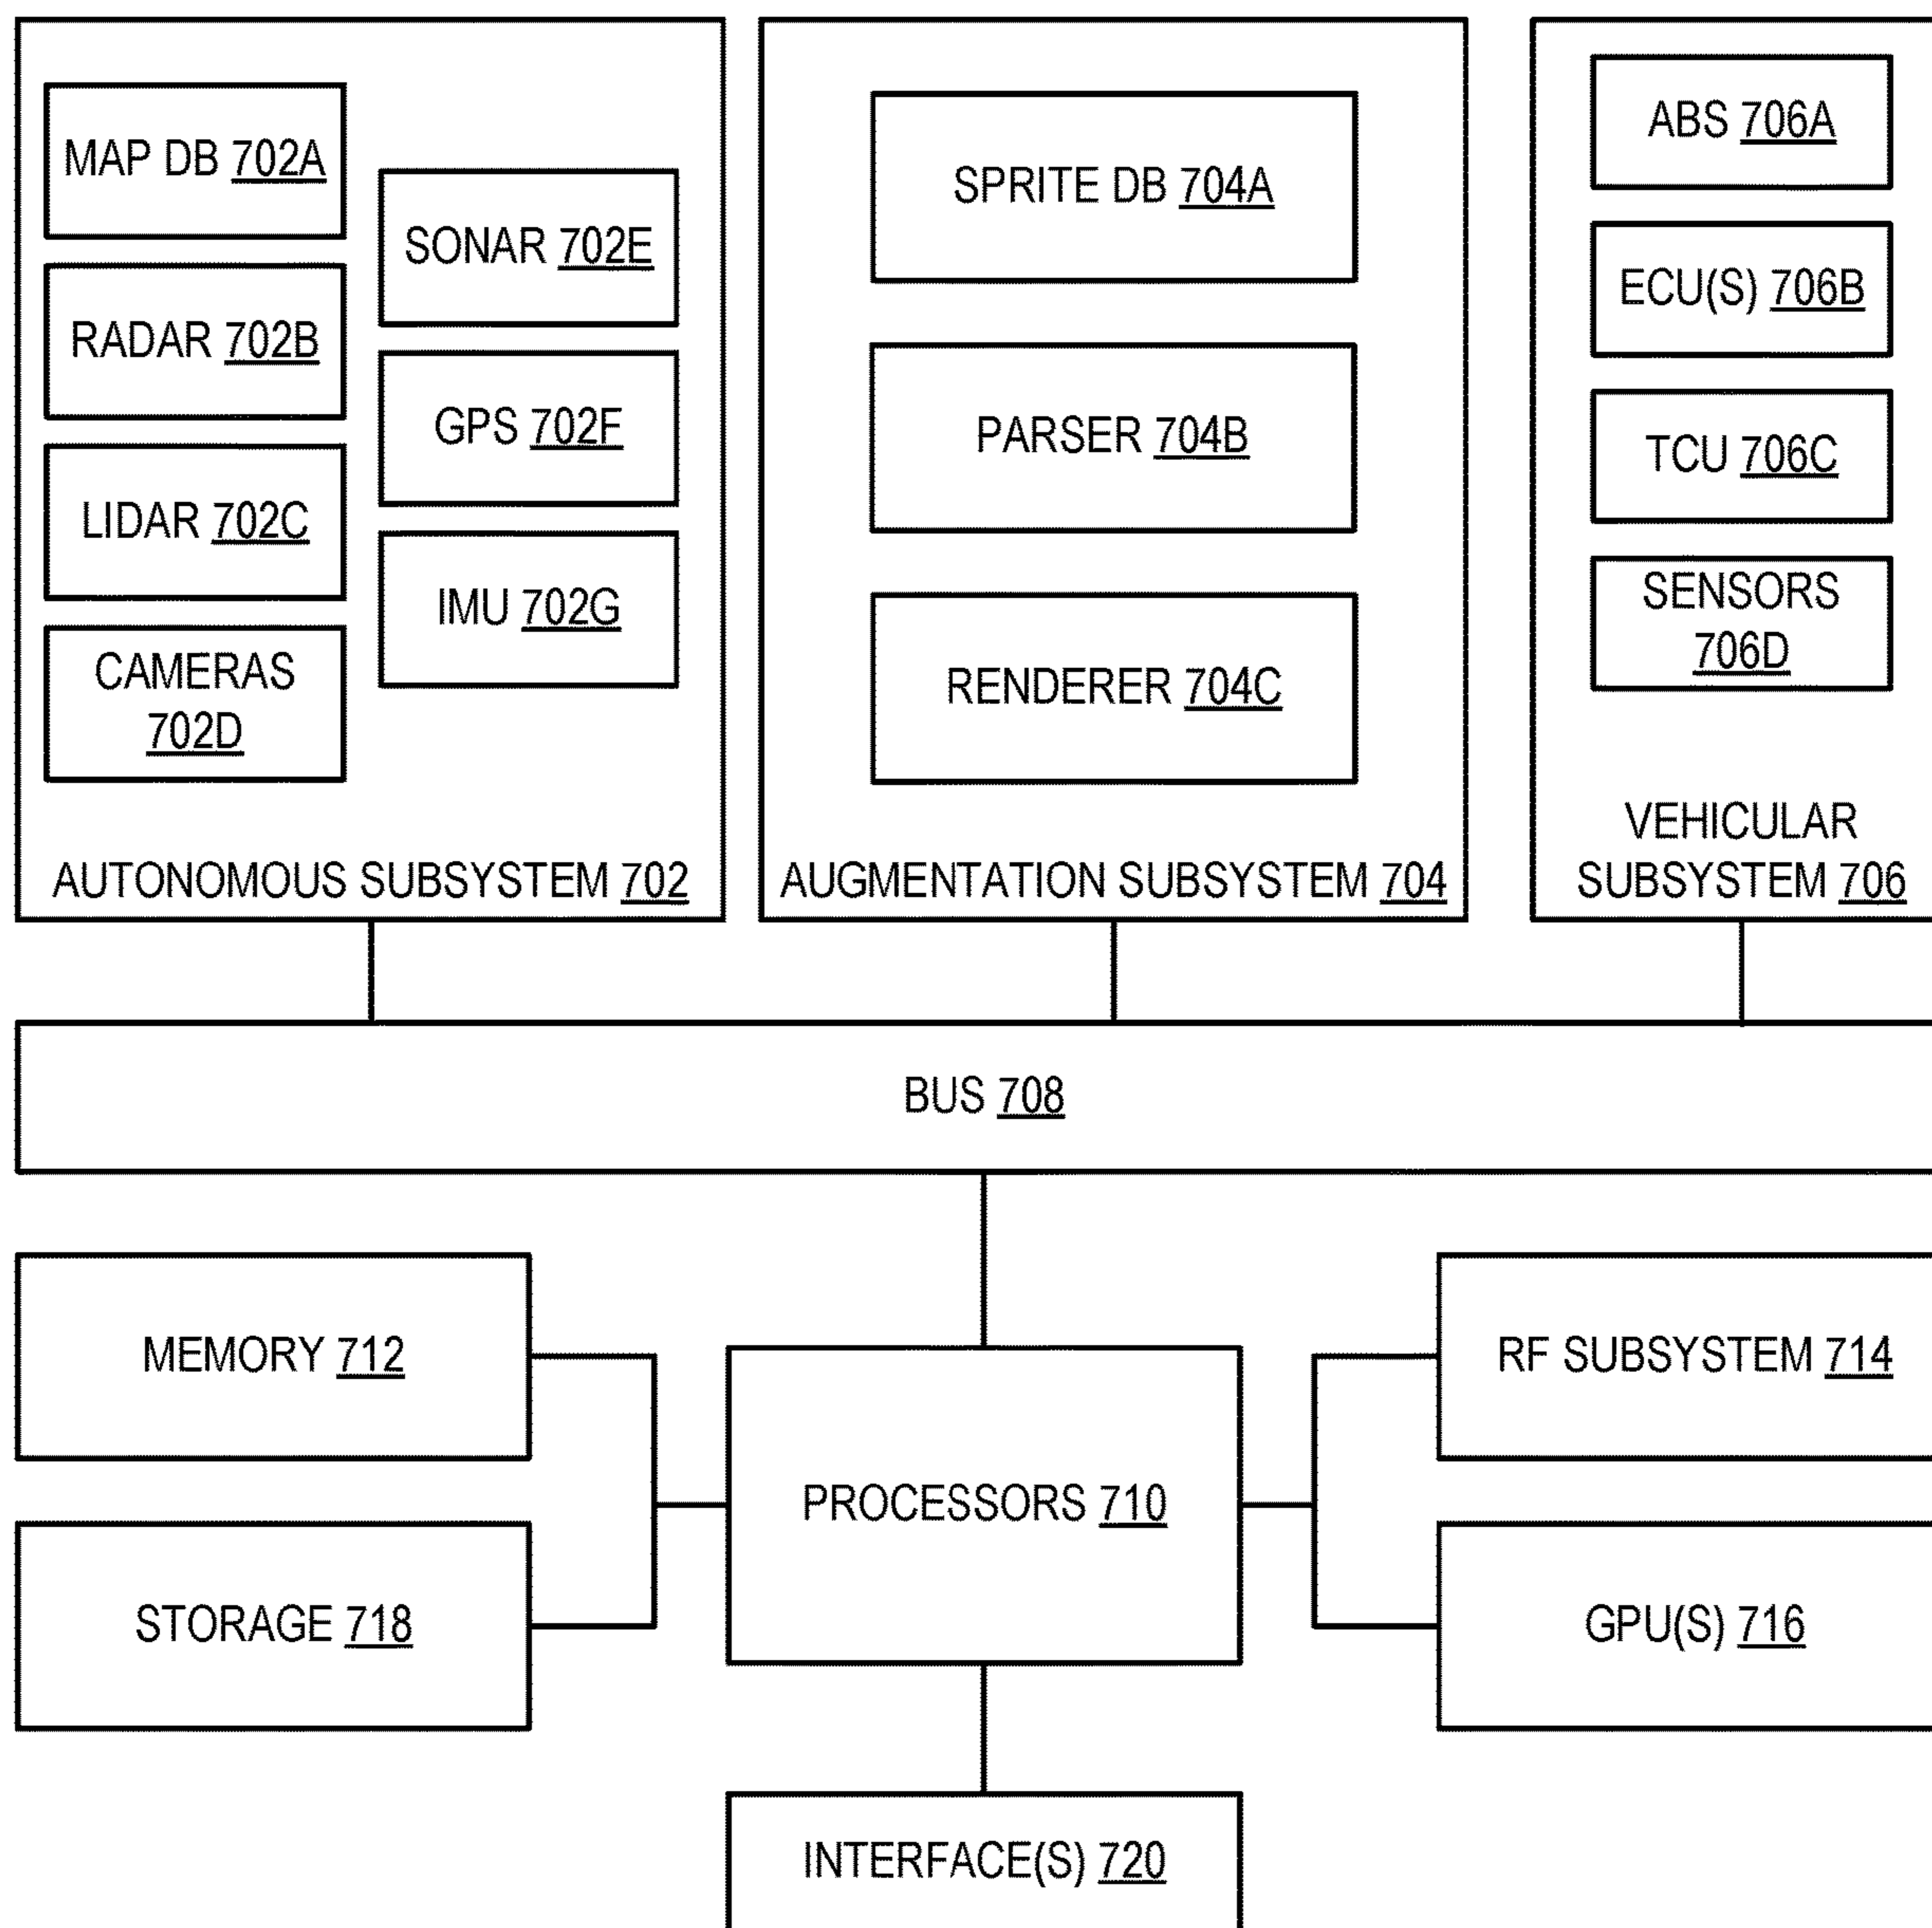 MAP DB 702A
RADAR 702B
LIDAR 702C
CAMERAS
702D
SONAR 702E
GPS 702F
IMU 702G
AUTONOMOUS SUBSYSTEM 702
SPRITE DB 704A
PARSER 704B
RENDERER 704C
AUGMENTATION SUBSYSTEM 704
ABS 706A
ECU(S) 706B
TCU 706C
SENSORS
706D
VEHICULAR
SUBSYSTEM 706
BUS 708
MEMORY 712
STORAGE 718
PROCESSORS 710
RF SUBSYSTEM 714
GPU(S) 716
INTERFACE(S) 720